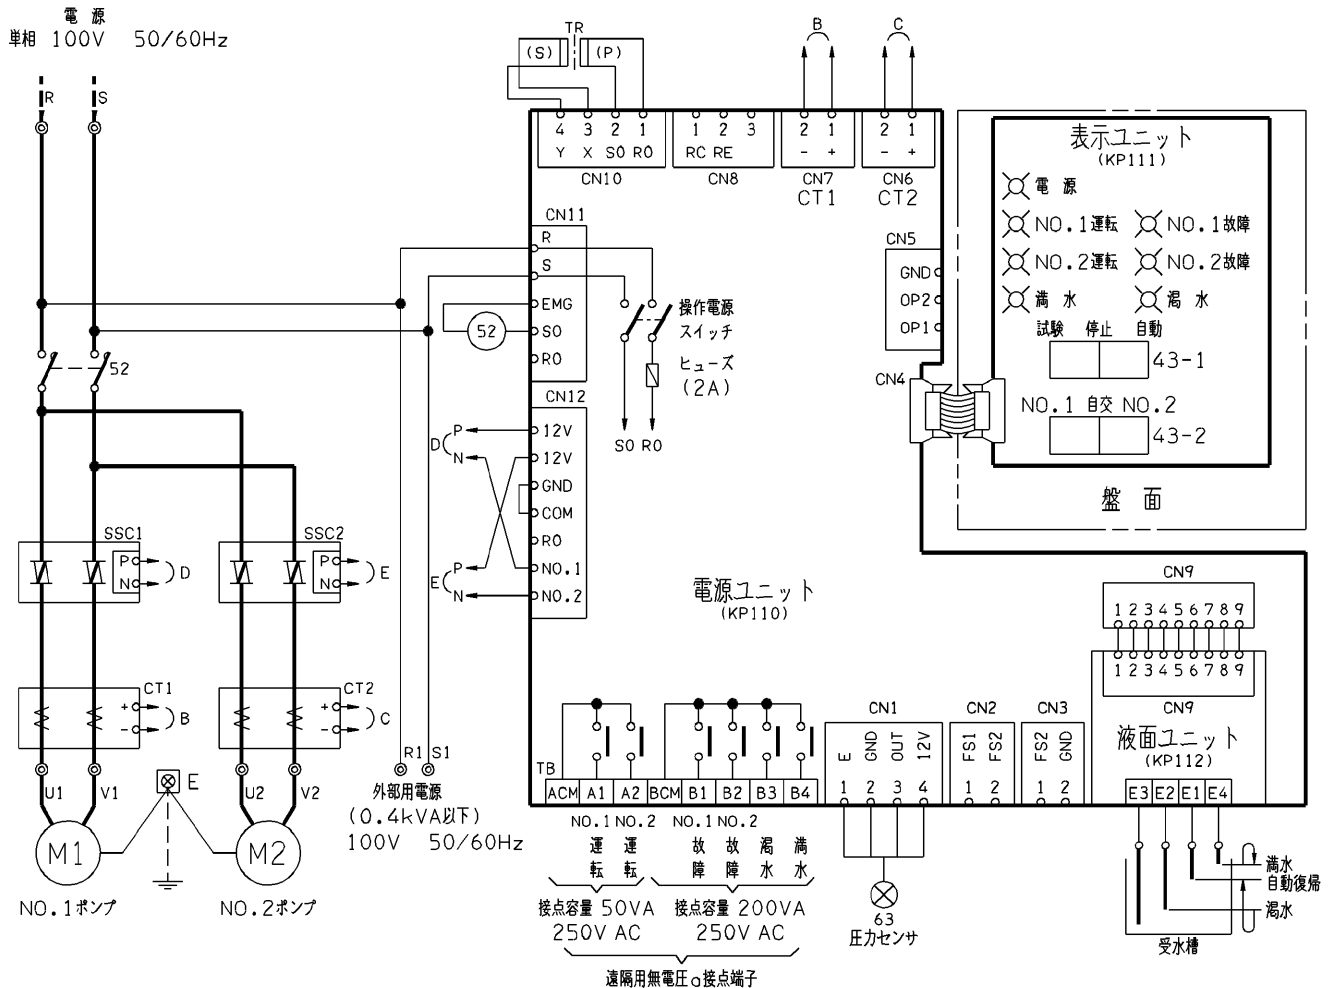 電 源
単相 100V 50/60Hz
R S
52
SSC1
P
N
D
SSC2
P
N
E
CT1
+
-
B
CT2
+
-
C
U1 V1
E
U2 V2
M1
M2
NO.1ポンプ
NO.2ポンプ
R1 S1
外部用電源
(0.4kVA以下)
100V 50/60Hz
TR
(S) (P)
4 3 2 1
Y X SO RO
CN10
1 2 3
RC RE
CN8
B
2 1
- +
CN7
CT1
C
2 1
- +
CN6
CT2
CN11
R
S
EMG
SO
RO
52
操作電源
スイッチ
ヒューズ
(2A)
SO RO
CN12
12V
12V
GND
COM
RO
NO.1
NO.2
P
D
N
P
E
N
CN5
GND
OP2
OP1
CN4
表示ユニット
(KP111)
電 源
NO.1運転 NO.1故障
NO.2運転 NO.2故障
満 水 渇 水
試験 停止 自動
43-1
NO.1 自交 NO.2
43-2
盤 面
電源ユニット
(KP110)
CN9
1 2 3 4 5 6 7 8 9
1 2 3 4 5 6 7 8 9
CN9
液面ユニット
(KP112)
E3 E2 E1 E4
満水
自動復帰
渇水
受水槽
TB
ACM A1 A2 BCM B1 B2 B3 B4
NO.1 NO.2 NO.1 NO.2
運転 運転 故障 故障 渇水 満水
接点容量 50VA
250V AC
接点容量 200VA
250V AC
遠隔用無電圧a接点端子
CN1
E GND OUT 12V
1 2 3 4
63
圧力センサ
CN2
FS1 FS2
1 2
CN3
FS2 GND
1 2